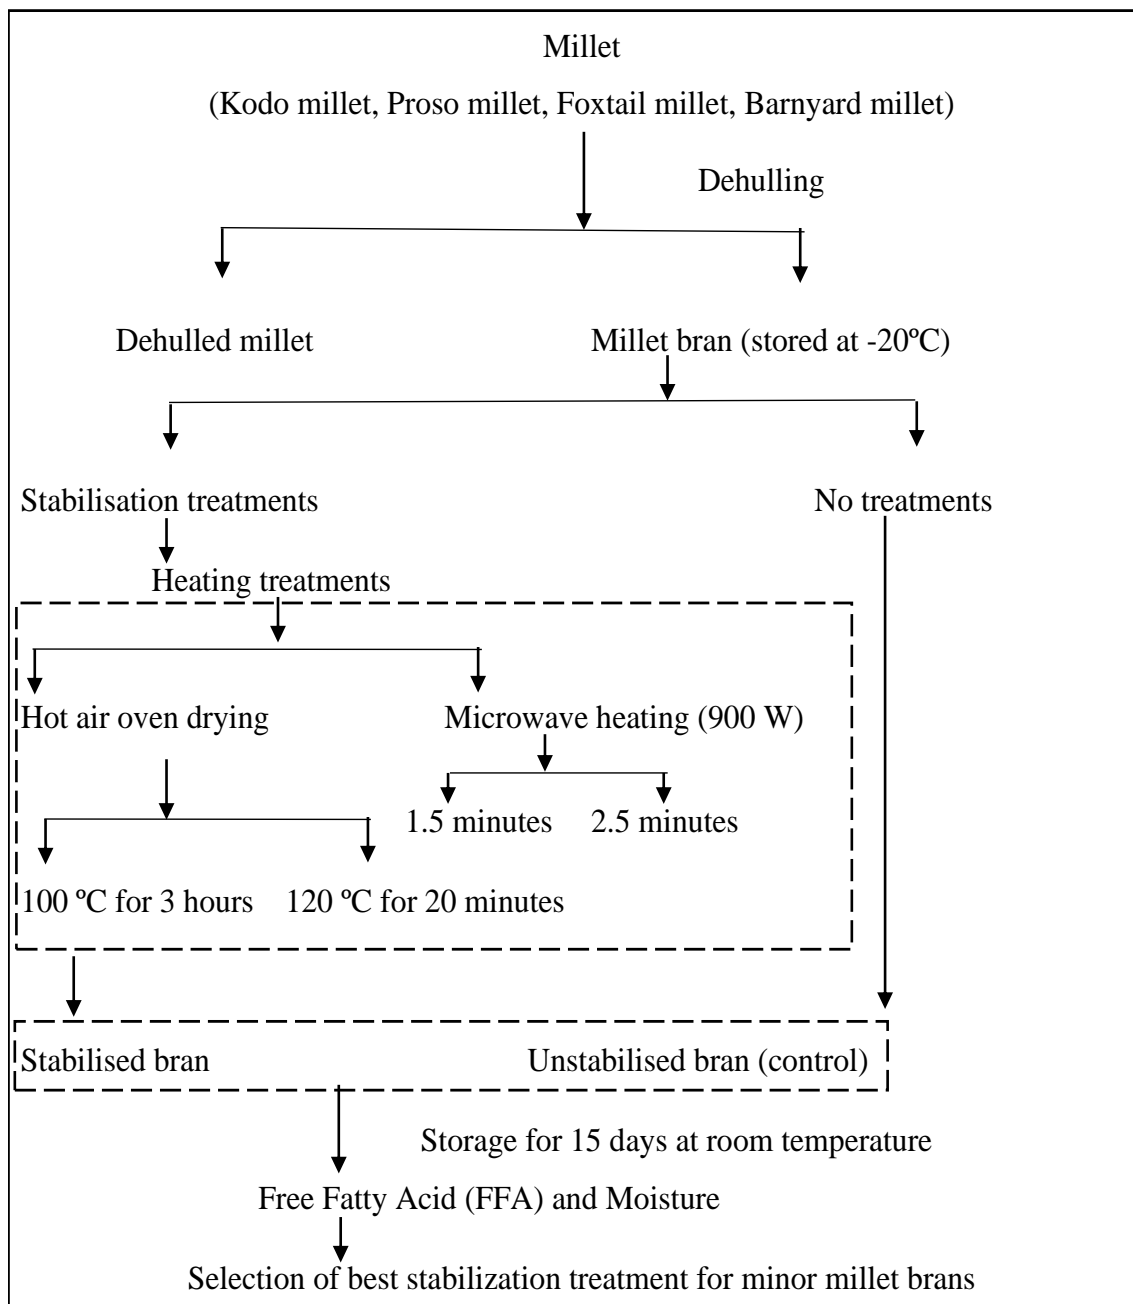 Millet
(Kodo millet, Proso millet, Foxtail millet, Barnyard millet)
Dehulling
Dehulled millet
Millet bran (stored at -20ºC)
Stabilisation treatments
No treatments
Heating treatments
Hot air oven drying
Microwave heating (900 W)
1.5 minutes
2.5 minutes
100 ºC for 3 hours
120 ºC for 20 minutes
Stabilised bran
Unstabilised bran (control)
Storage for 15 days at room temperature
Free Fatty Acid (FFA) and Moisture
Selection of best stabilization treatment for minor millet brans